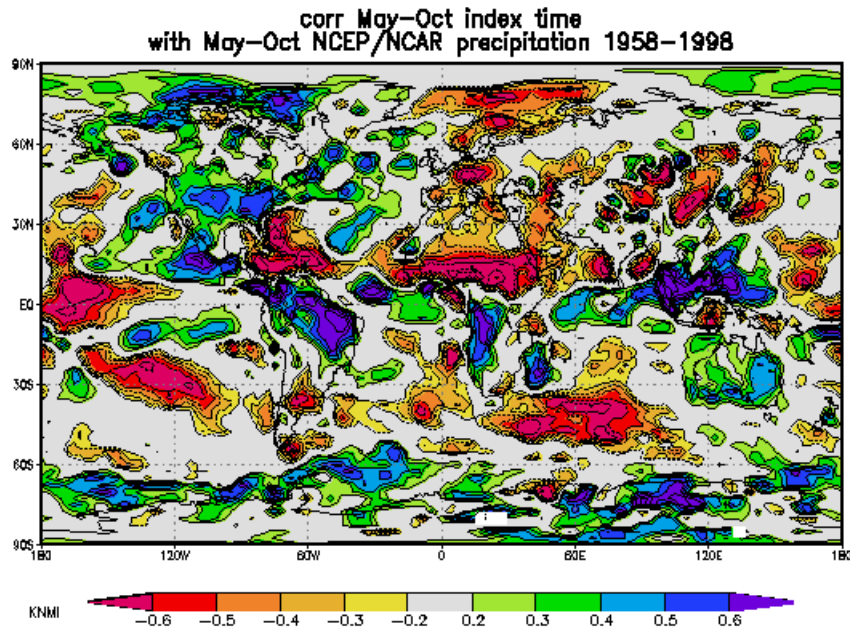 corr May-Oct index time
with May-Oct NCEP/NCAR precipitation 1958-1998
90N
60N
30N
EQ
30S
60S
90S
180 120W 60W 0 60E 120E 180
KNMI
-0.6 -0.5 -0.4 -0.3 -0.2 0.2 0.3 0.4 0.5 0.6